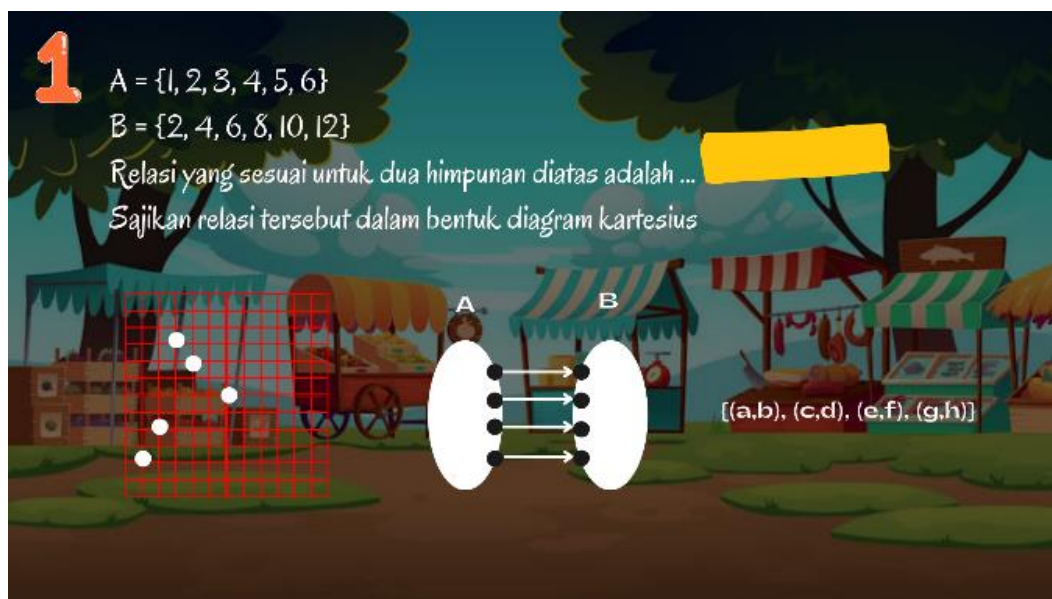 1
A = {1, 2, 3, 4, 5, 6}
B = {2, 4, 6, 8, 10, 12}
Relasi yang sesuai untuk dua himpunan diatas adalah ...
Sajikan relasi tersebut dalam bentuk diagram kartesius
A
B
[(a,b), (c,d), (e,f), (g,h)]